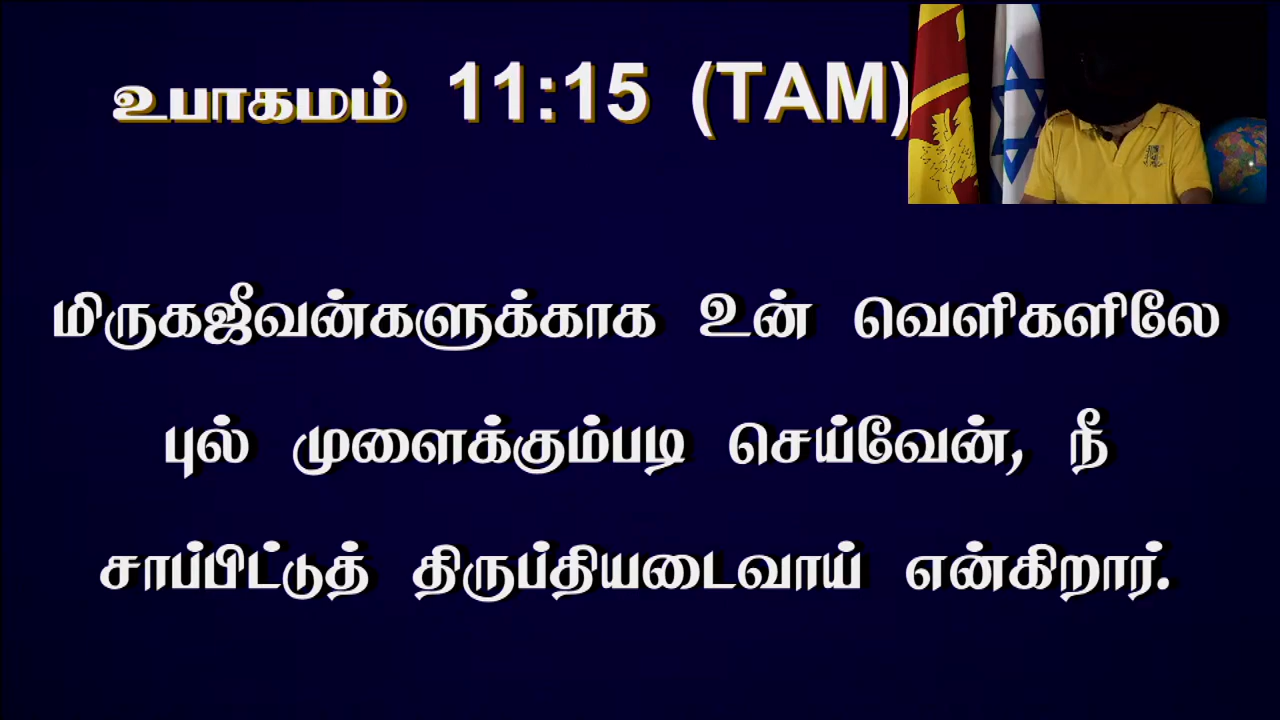 உபாகமம் 11:15 (TAM)
மிருகஜீவன்களுக்காக உன் வெளிகளிலே
புல் முளைக்கும்படி செய்வேன், நீ
சாப்பிட்டுத் திருப்தியடைவாய் என்கிறார்.